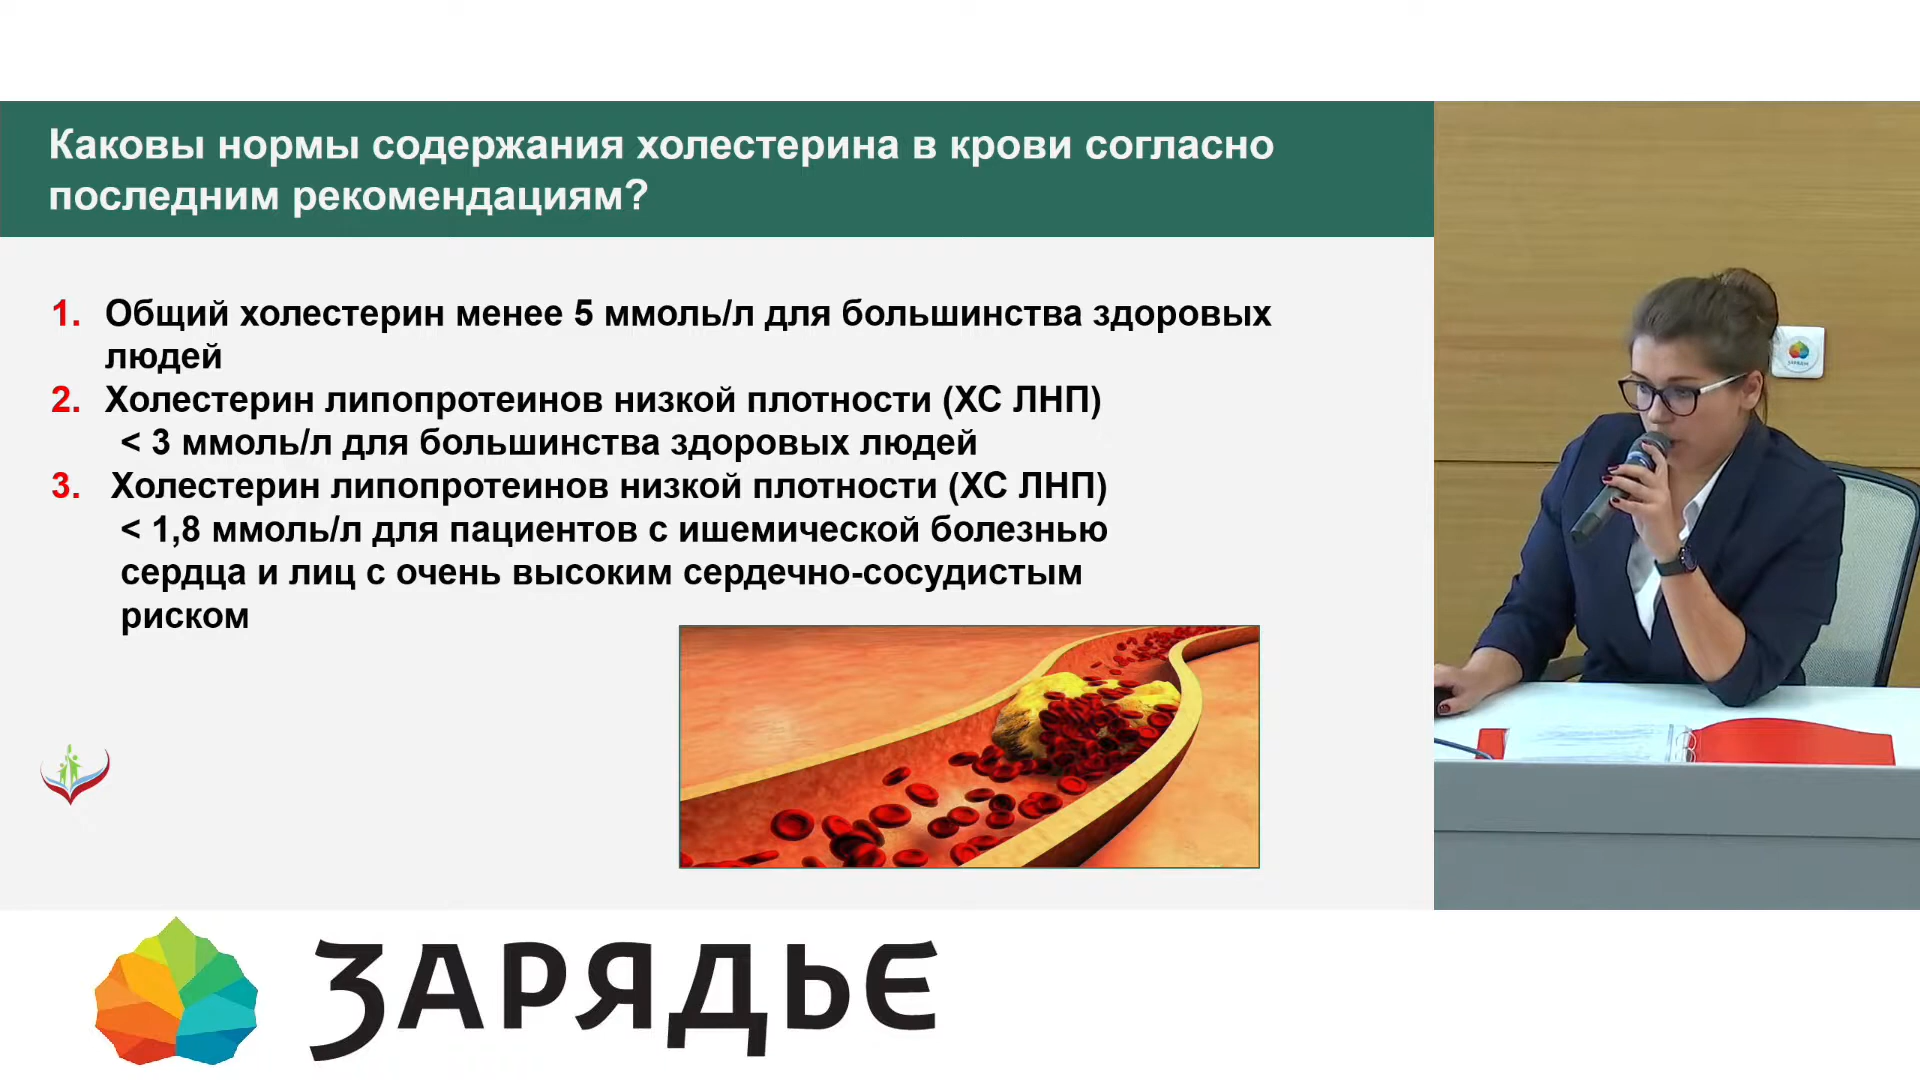 Каковы нормы содержания холестерина в крови согласно
последним рекомендациям?
1. Общий холестерин менее 5 ммоль/л для большинства здоровых
людей
2. Холестерин липопротеинов низкой плотности (ХС ЛНП)
< 3 ммоль/л для большинства здоровых людей
3. Холестерин липопротеинов низкой плотности (ХС ЛНП)
< 1,8 ммоль/л для пациентов с ишемической болезнью
сердца и лиц с очень высоким сердечно-сосудистым
риском
ЗАРЯДЬЕ